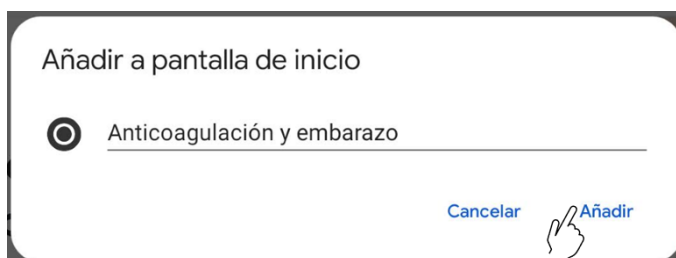 Añadir a pantalla de inicio
Anticoagulación y embarazo
Cancelar Añadir